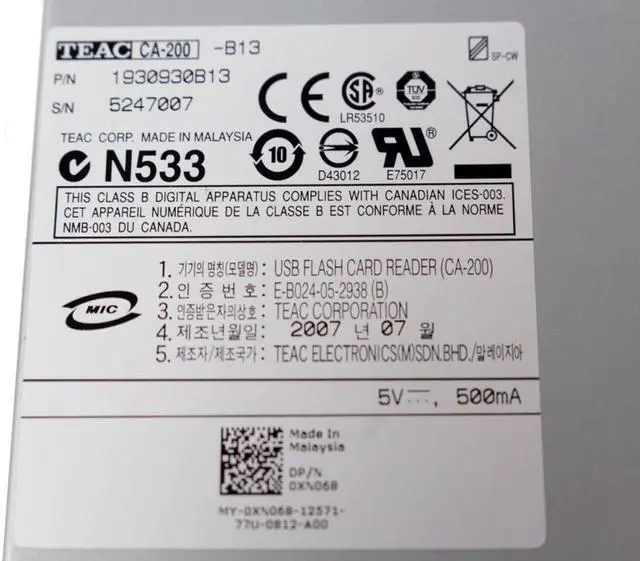 TEAC CA-200 -B13
SP-CW
P/N 1930930B13
S/N 5247007
CE SA ® TÜV
LR53510
TEAC CORP. MADE IN MALAYSIA
N533 10 D43012 E75017 ®
THIS CLASS B DIGITAL APPARATUS COMPLIES WITH CANADIAN ICES-003.
CET APPAREIL NUMÉRIQUE DE LA CLASSE B EST CONFORME À LA NORME
NMB-003 DU CANADA.
MIC
1. 기기의 명칭(모델명) : USB FLASH CARD READER (CA-200)
2. 인 증 번 호 : E-B024-05-2938 (B)
3. 인증받은자의상호 : TEAC CORPORATION
4. 제조년월일 : 2007 년 07 월
5. 제조자/제조국가 : TEAC ELECTRONICS(M)SDN.BHD./말레이지아
5V⎓, 500mA
Made In
Malaysia
DP/N
0XN068
MY-0XN068-12571-
77U-0812-A00